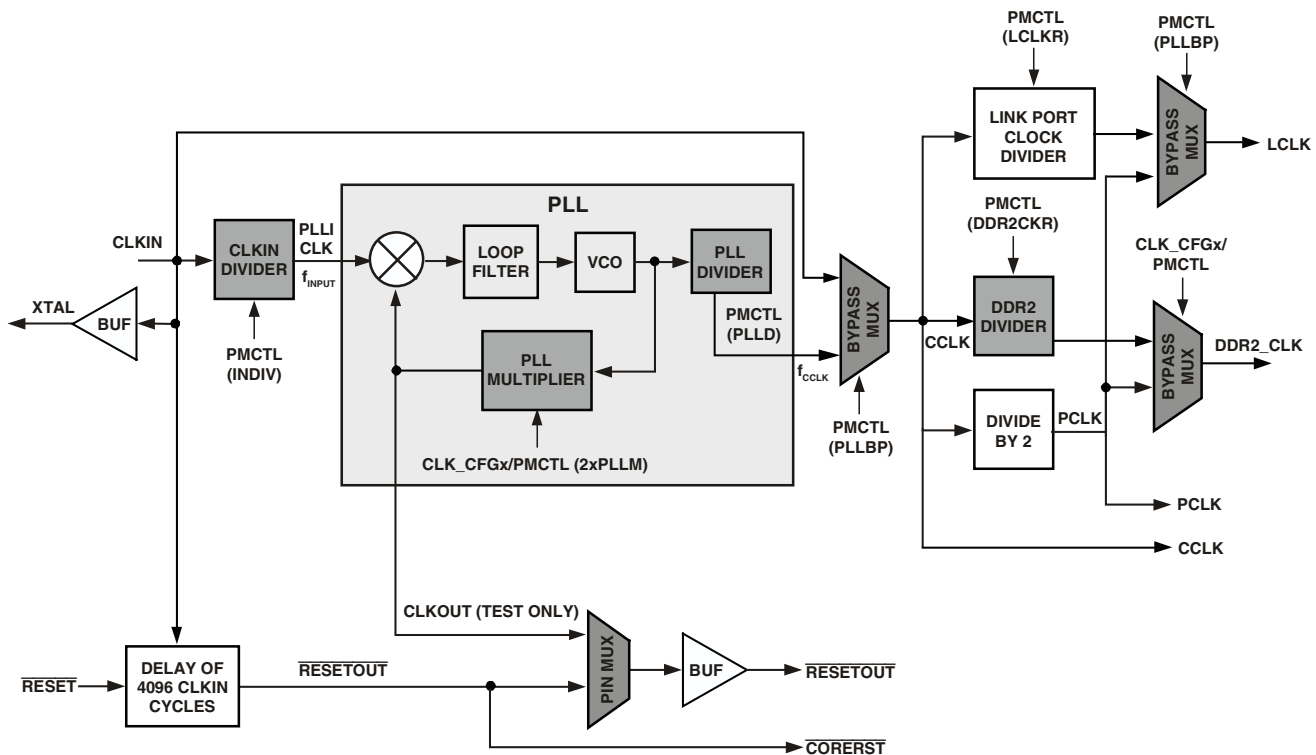 PMCTL
(LCLKR)
PMCTL
(PLLBP)
LINK PORT
CLOCK
DIVIDER
BYPASS
MUX
LCLK
PLL
CLKIN
CLKIN
DIVIDER
PLLI
CLK
fINPUT
LOOP
FILTER
VCO
PLL
DIVIDER
PMCTL
(DDR2CKR)
CLK_CFGx/
PMCTL
XTAL
BUF
PMCTL
(INDIV)
PLL
MULTIPLIER
PMCTL
(PLLD)
fCCLK
BYPASS
MUX
CCLK
DDR2
DIVIDER
BYPASS
MUX
DDR2_CLK
CLK_CFGx/PMCTL (2xPLLM)
PMCTL
(PLLBP)
DIVIDE
BY 2
PCLK
PCLK
CCLK
CLKOUT (TEST ONLY)
RESET
DELAY OF
4096 CLKIN
CYCLES
RESETOUT
PIN MUX
BUF
RESETOUT
CORERST